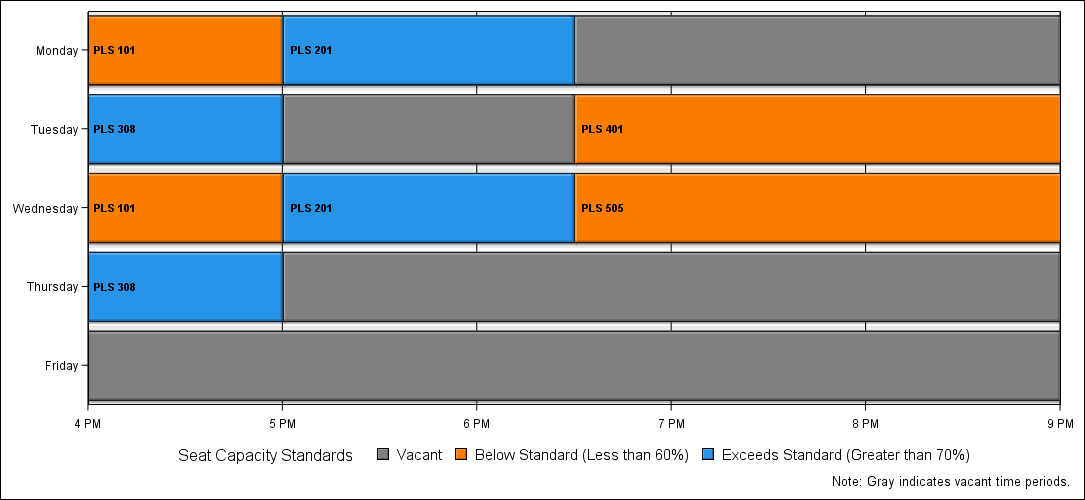 Monday
PLS 101
PLS 201
Tuesday
PLS 308
PLS 401
Wednesday
PLS 101
PLS 201
PLS 505
Thursday
PLS 308
Friday
4 PM
5 PM
6 PM
7 PM
8 PM
9 PM
Seat Capacity Standards
Vacant
Below Standard (Less than 60%)
Exceeds Standard (Greater than 70%)
Note: Gray indicates vacant time periods.